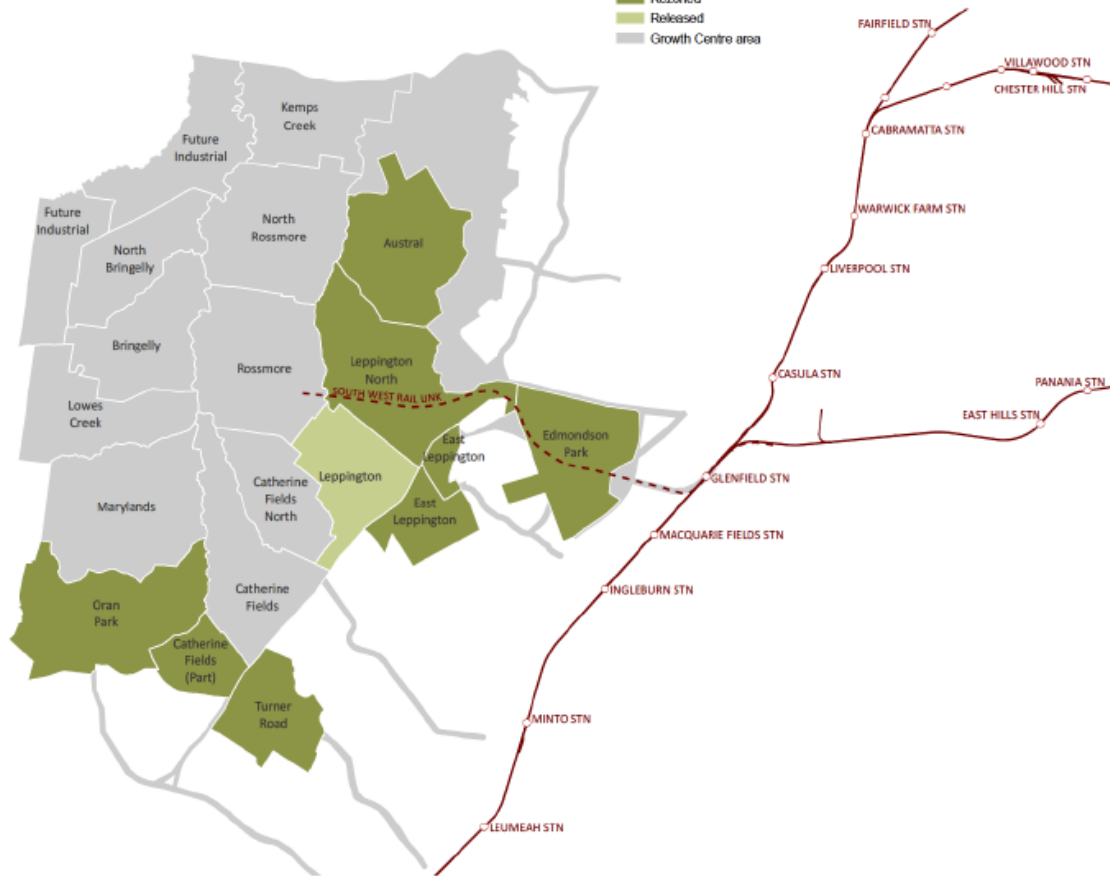 Rezoned
Released
Growth Centre area
FAIRFIELD STN
VILLAWOOD STN
CHESTER HILL STN
CABRAMATTA STN
WARWICK FARM STN
LIVERPOOL STN
CASULA STN
PANANIA STN
EAST HILLS STN
GLENFIELD STN
MACQUARIE FIELDS STN
INGLEBURN STN
MINTO STN
LEUMEAH STN
Kemps
Creek
Future
Industrial
Future
Industrial
North
Rossmore
Austral
North
Bringelly
Bringelly
Rossmore
Leppington
North
SOUTH WEST RAIL LINK
Lowes
Creek
East
Leppington
Edmondson
Park
Leppington
Catherine
Fields
North
Marylands
East
Leppington
Catherine
Fields
Oran
Park
Catherine
Fields
(Part)
Turner
Road